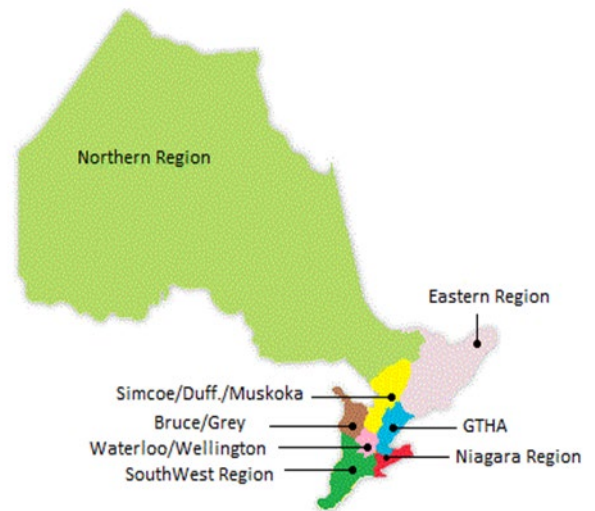 Northern Region
Eastern Region
Simcoe/Duff./Muskoka
Bruce/Grey
GTHA
Waterloo/Wellington
Niagara Region
SouthWest Region